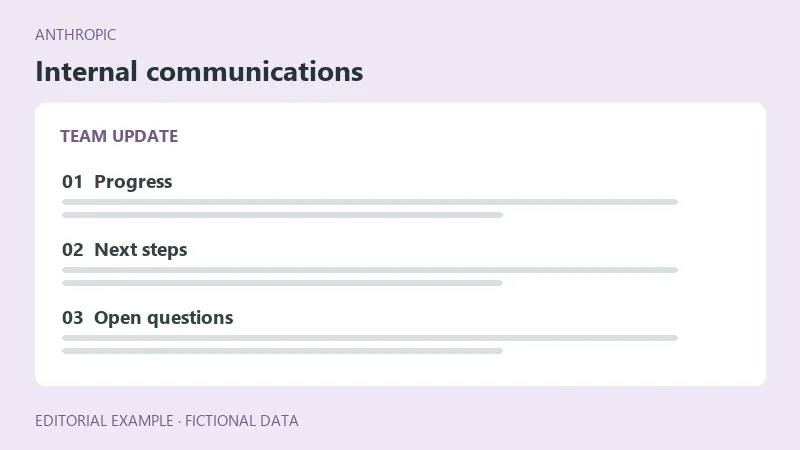 ANTHROPIC
Internal communications
TEAM UPDATE
01 Progress
02 Next steps
03 Open questions
EDITORIAL EXAMPLE · FICTIONAL DATA